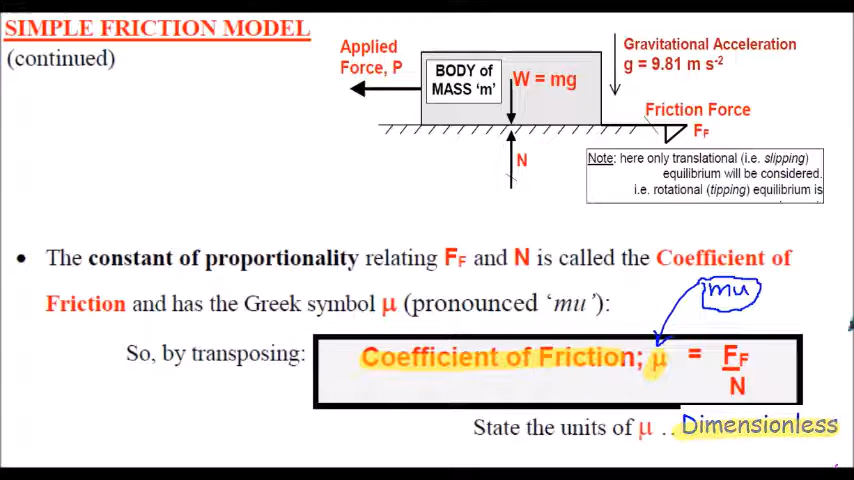 SIMPLE FRICTION MODEL
(continued)
Applied
Force, P
BODY of
MASS ‘m’
W = mg
Gravitational Acceleration
g = 9.81 m s-2
Friction Force
FF
N
Note: here only translational (i.e. slipping)
equilibrium will be considered.
i.e. rotational (tipping) equilibrium is
• The constant of proportionality relating FF and N is called the Coefficient of
Friction and has the Greek symbol μ (pronounced ‘mu’):
mu
So, by transposing:
Coefficient of Friction; μ = FF
N
State the units of μ .. Dimensionless